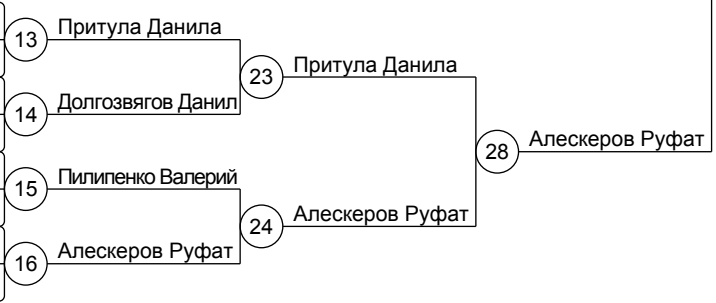 13 Притула Данила
23 Притула Данила
14 Долгозвягов Данил
28 Алескеров Руфат
15 Пилипенко Валерий
24 Алескеров Руфат
16 Алескеров Руфат